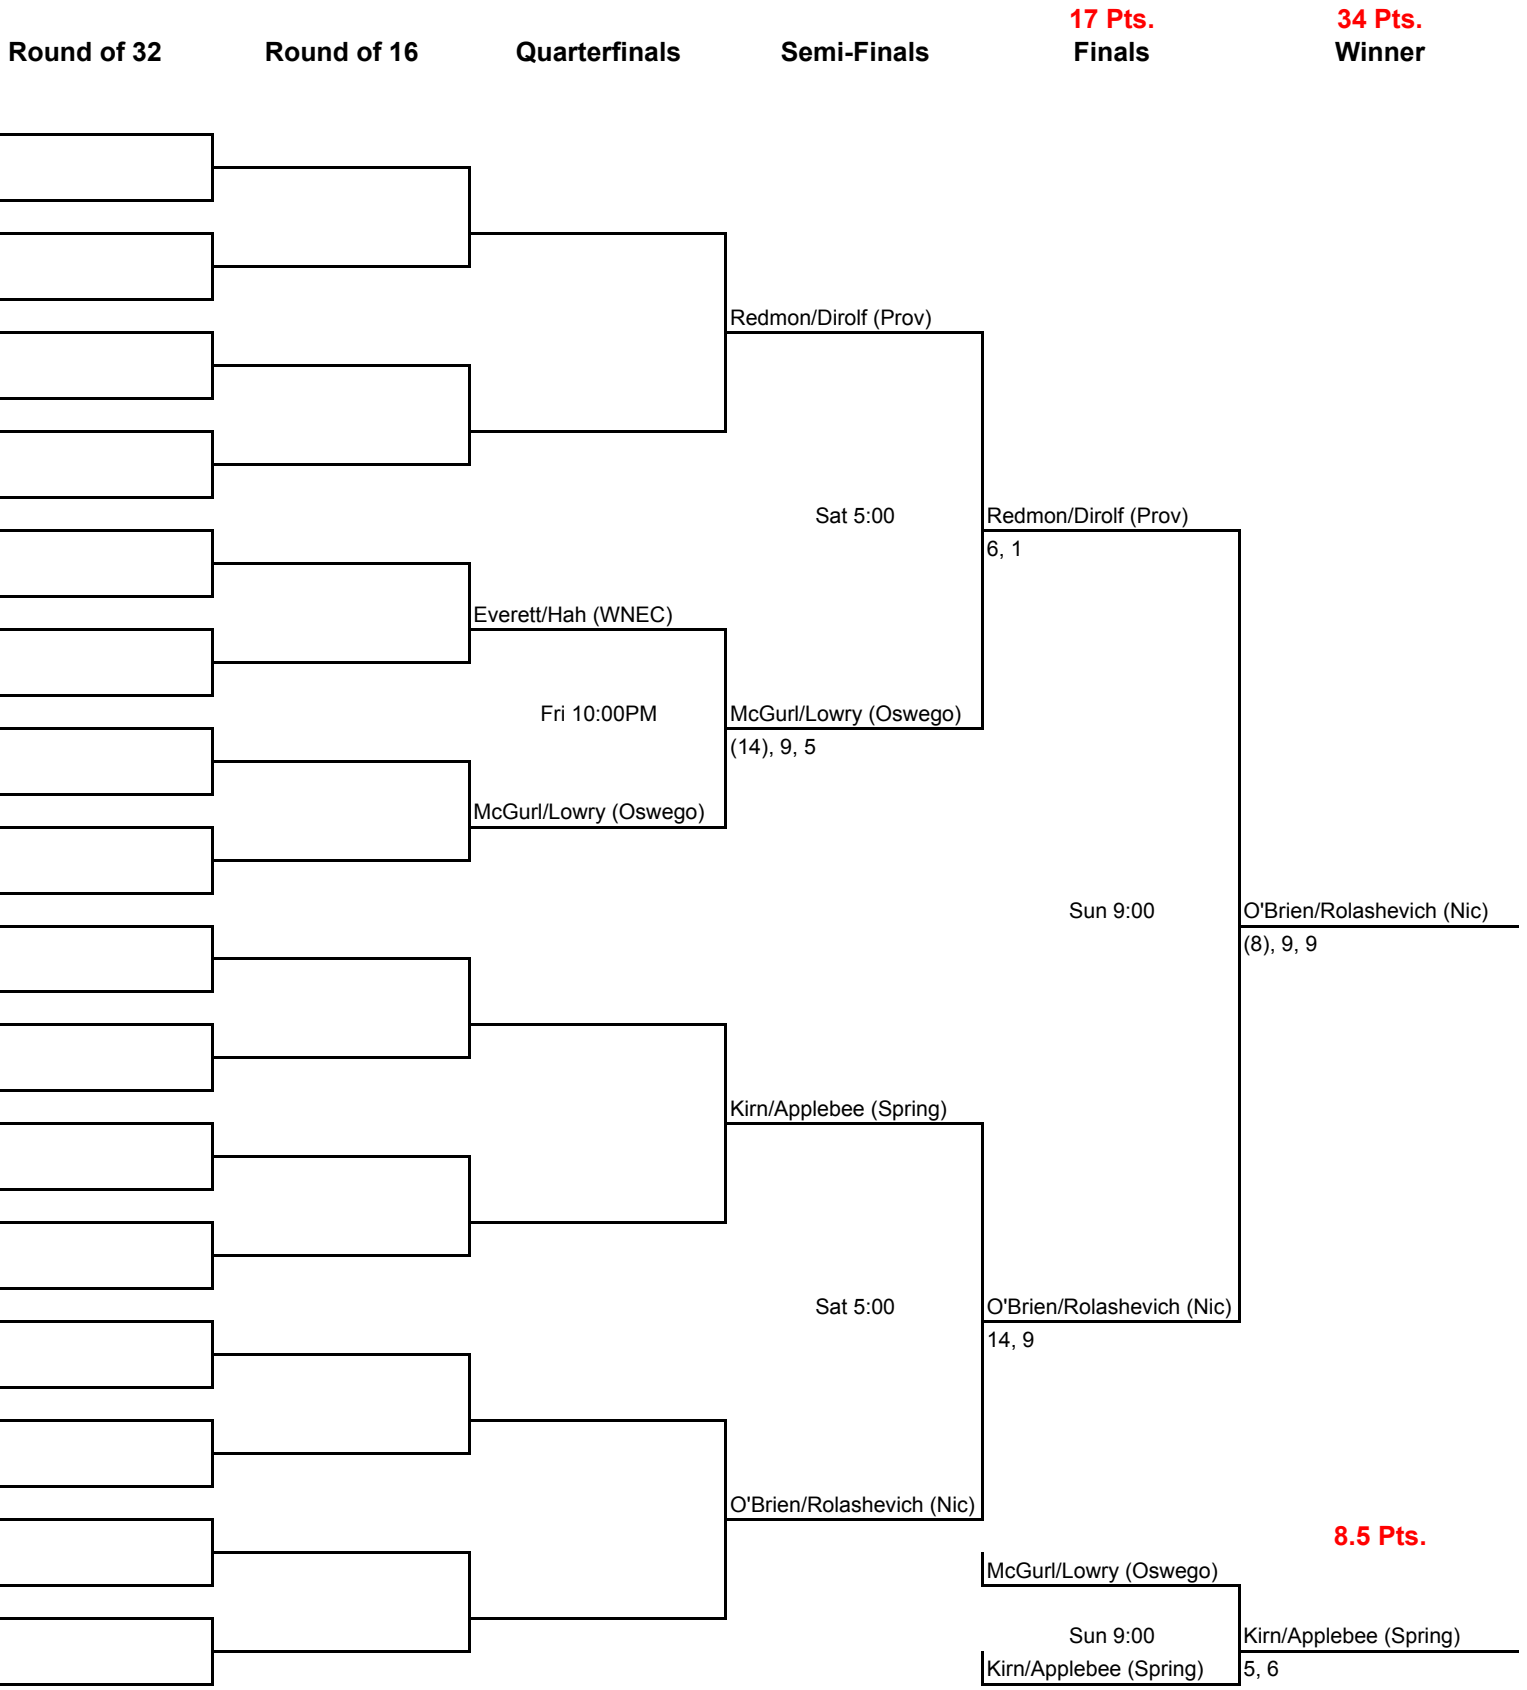 17 Pts. 34 Pts.
Round of 32 Round of 16 Quarterfinals Semi-Finals Finals Winner
Redmon/Dirolf (Prov)
Sat 5:00 Redmon/Dirolf (Prov)
6, 1
Everett/Hah (WNEC)
Fri 10:00PM McGurl/Lowry (Oswego)
(14), 9, 5
McGurl/Lowry (Oswego)
Sun 9:00 O'Brien/Rolashevich (Nic)
(8), 9, 9
Kirn/Applebee (Spring)
Sat 5:00 O'Brien/Rolashevich (Nic)
14, 9
O'Brien/Rolashevich (Nic)
8.5 Pts.
McGurl/Lowry (Oswego)
Sun 9:00 Kirn/Applebee (Spring)
Kirn/Applebee (Spring) 5, 6